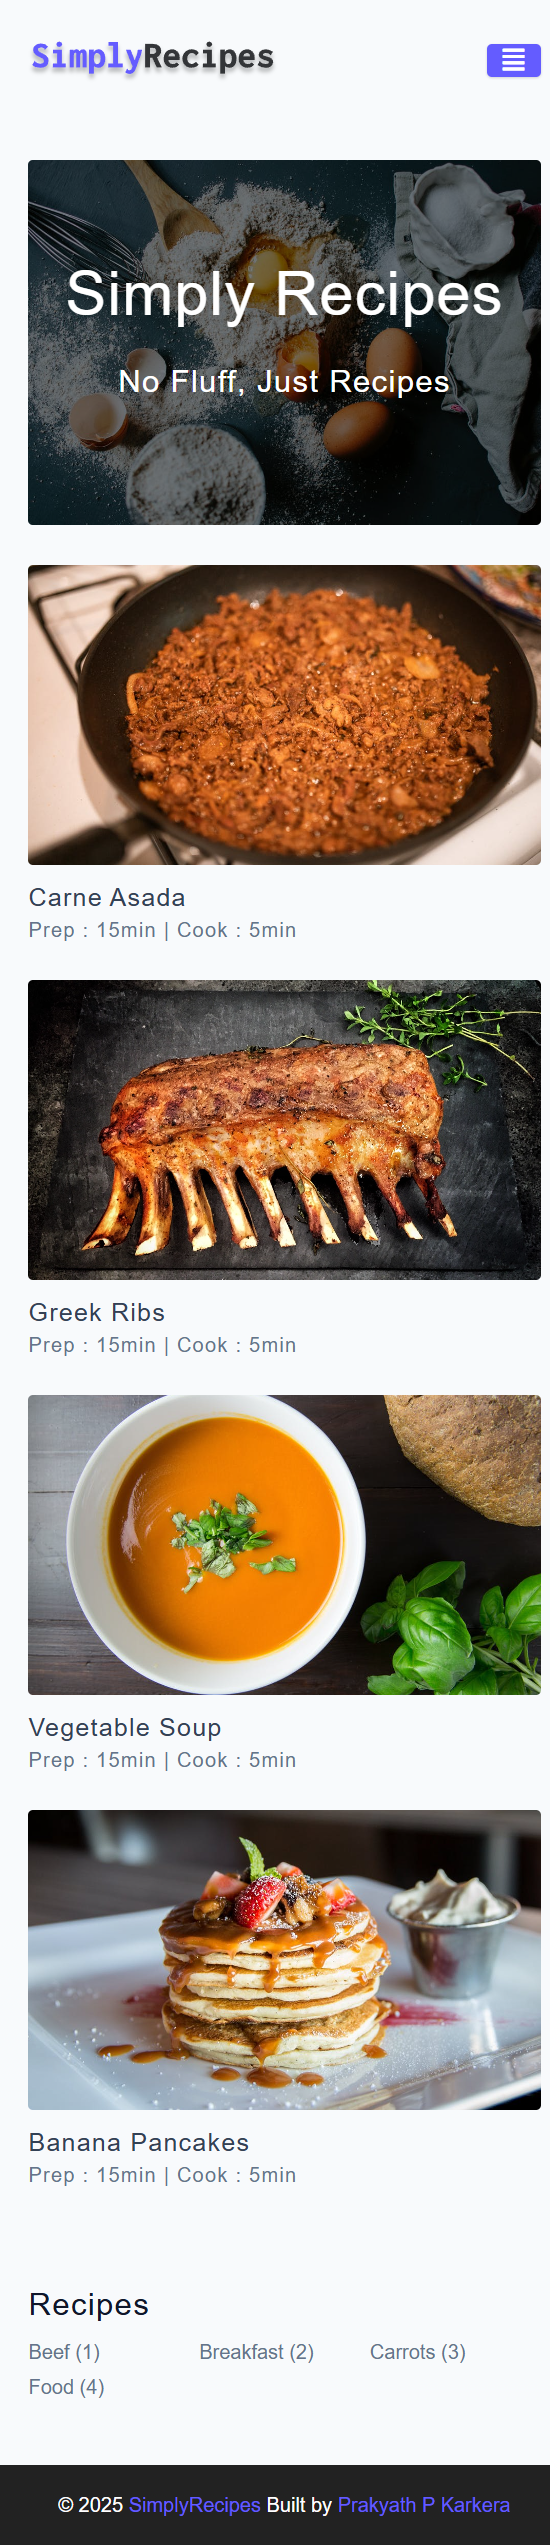 SimplyRecipes
Simply Recipes
No Fluff, Just Recipes
Carne Asada
Prep : 15min | Cook : 5min
Greek Ribs
Prep : 15min | Cook : 5min
Vegetable Soup
Prep : 15min | Cook : 5min
Banana Pancakes
Prep : 15min | Cook : 5min
Recipes
Beef (1) Breakfast (2) Carrots (3)
Food (4)
© 2025 SimplyRecipes Built by Prakyath P Karkera